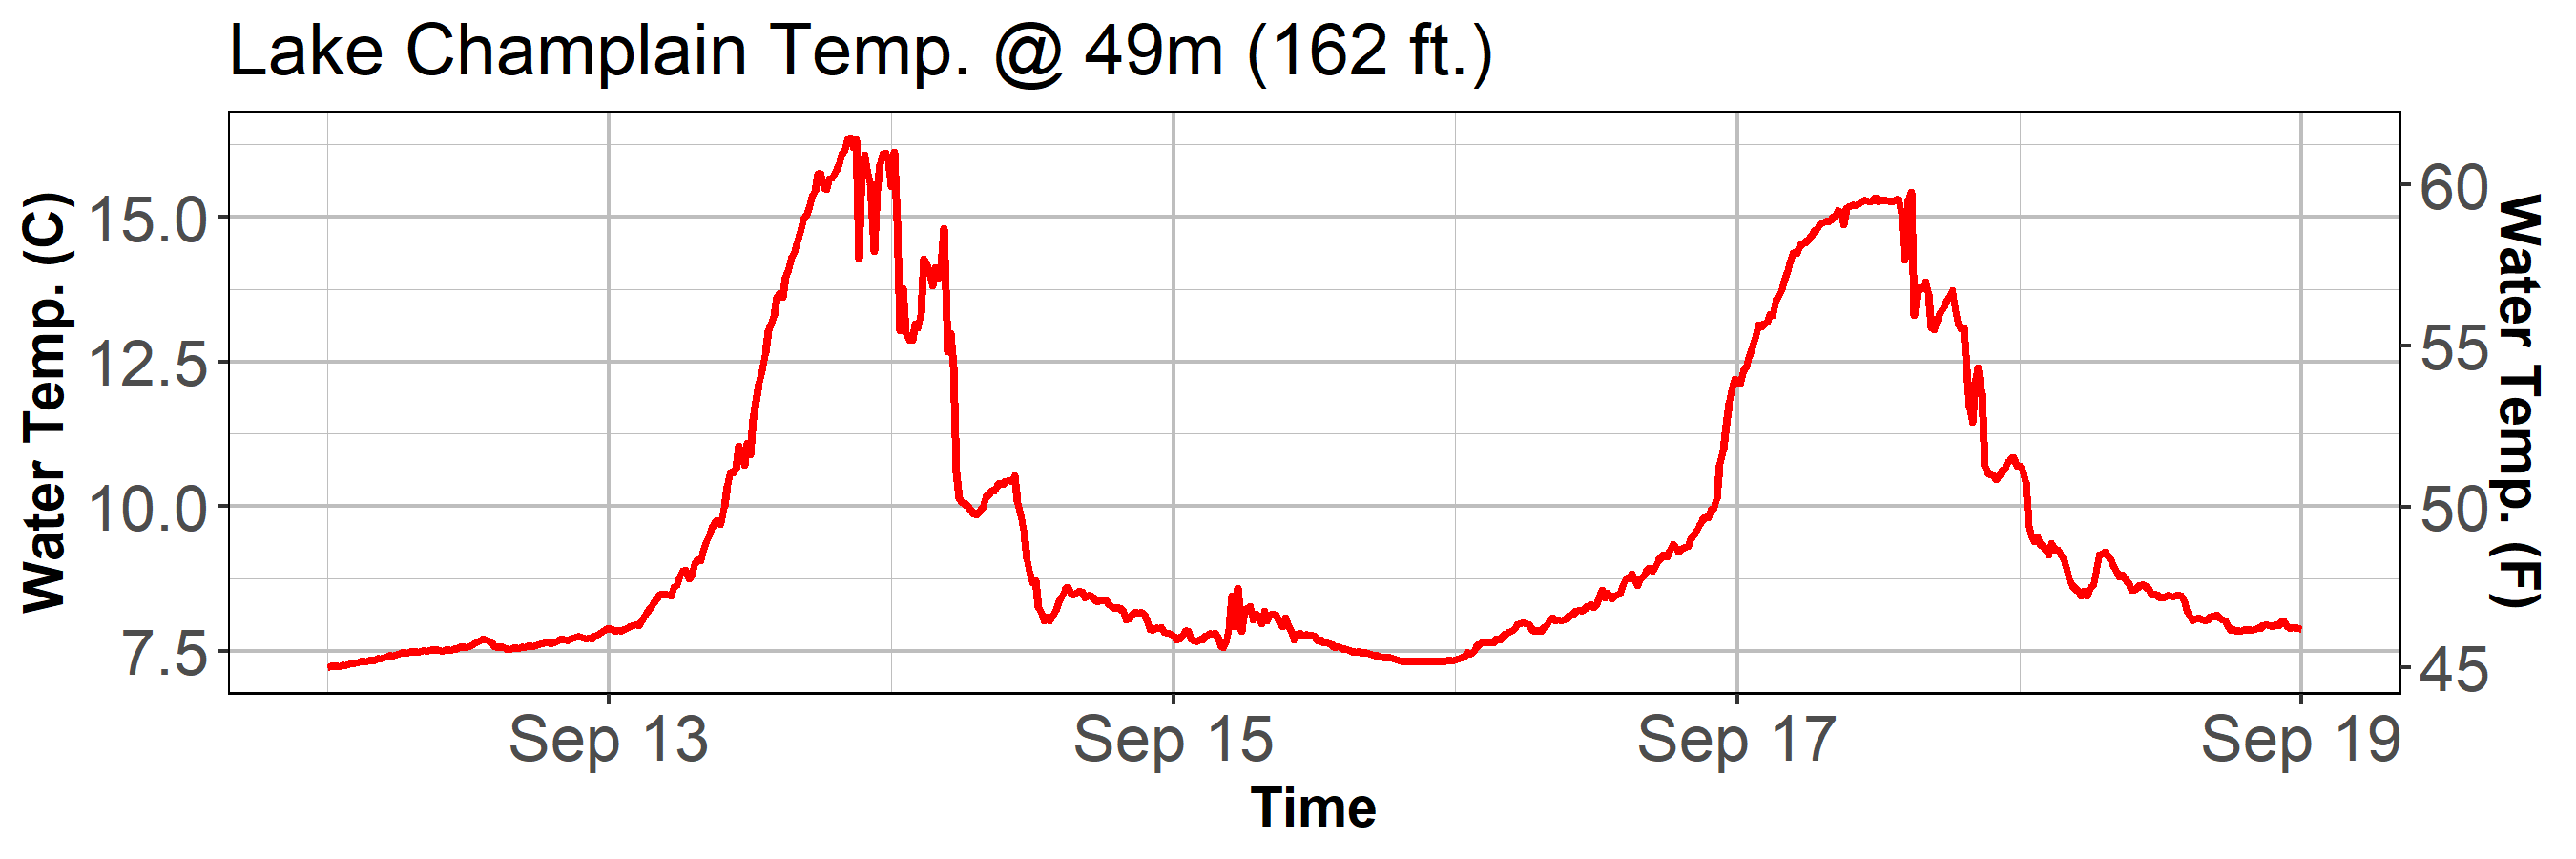 Lake Champlain Temp. @ 49m (162 ft.)
Water Temp. (C)
15.0
12.5
10.0
7.5
60
55
50
45
Water Temp. (F)
Sep 13 Sep 15 Sep 17 Sep 19
Time